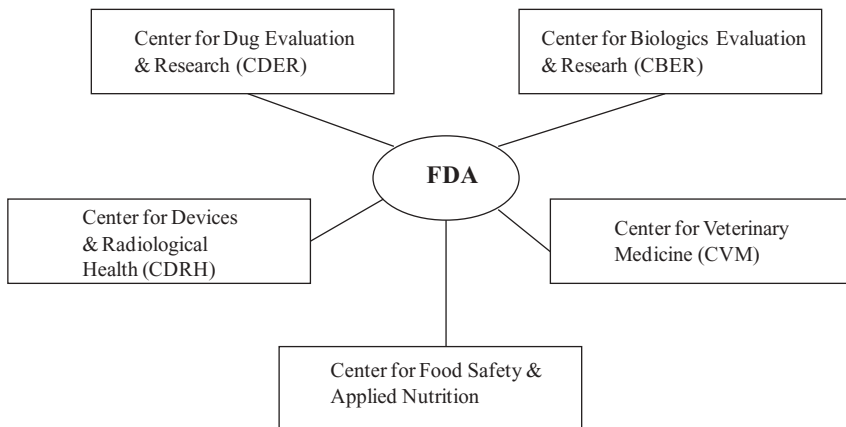 Center for Dug Evaluation
& Research (CDER)
Center for Biologics Evaluation
& Researh (CBER)
FDA
Center for Devices
& Radiological
Health (CDRH)
Center for Veterinary
Medicine (CVM)
Center for Food Safety &
Applied Nutrition